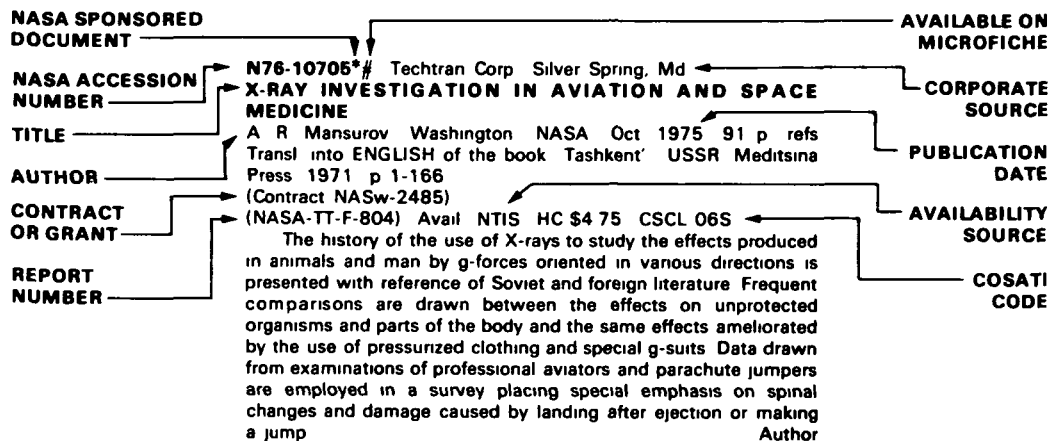 NASA SPONSORED
DOCUMENT
NASA ACCESSION
NUMBER
TITLE
AUTHOR
CONTRACT
OR GRANT
REPORT
NUMBER
N76-10705*# Techtran Corp Silver Spring, Md
X-RAY INVESTIGATION IN AVIATION AND SPACE
MEDICINE
A R Mansurov Washington NASA Oct 1975 91 p refs
Transl into ENGLISH of the book Tashkent' USSR Meditsina
Press 1971 p 1-166
(Contract NASw-2485)
(NASA-TT-F-804) Avail NTIS HC $4 75 CSCL 06S
The history of the use of X-rays to study the effects produced
in animals and man by g-forces oriented in various directions is
presented with reference of Soviet and foreign literature Frequent
comparisons are drawn between the effects on unprotected
organisms and parts of the body and the same effects ameliorated
by the use of pressurized clothing and special g-suits Data drawn
from examinations of professional aviators and parachute jumpers
are employed in a survey placing special emphasis on spinal
changes and damage caused by landing after ejection or making
a jump Author
AVAILABLE ON
MICROFICHE
CORPORATE
SOURCE
PUBLICATION
DATE
AVAILABILITY
SOURCE
COSATI
CODE